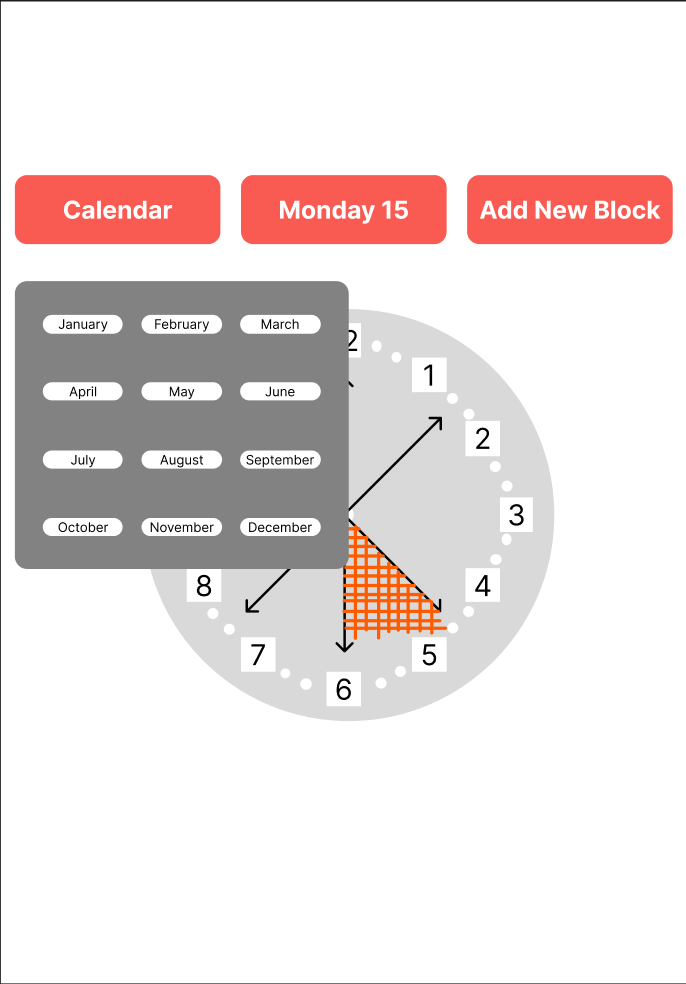 Calendar
Monday 15
Add New Block
January February March
April May June
July August September
October November December
2
1
2
3
4
5
6
7
8